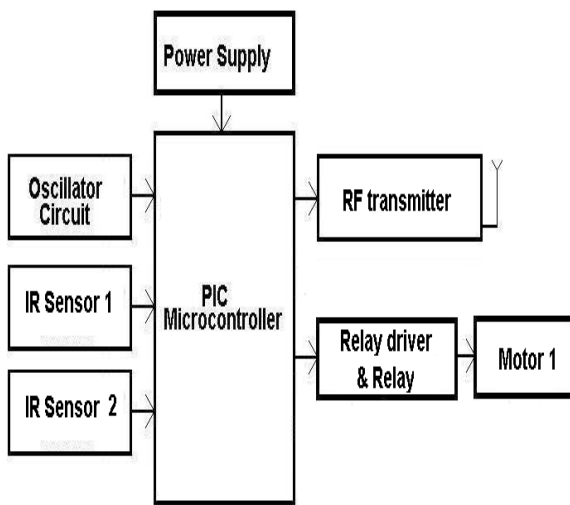 Power Supply
Oscillator
Circuit
RF transmitter
IR Sensor 1
PIC
Microcontroller
Relay driver
& Relay
Motor 1
IR Sensor 2